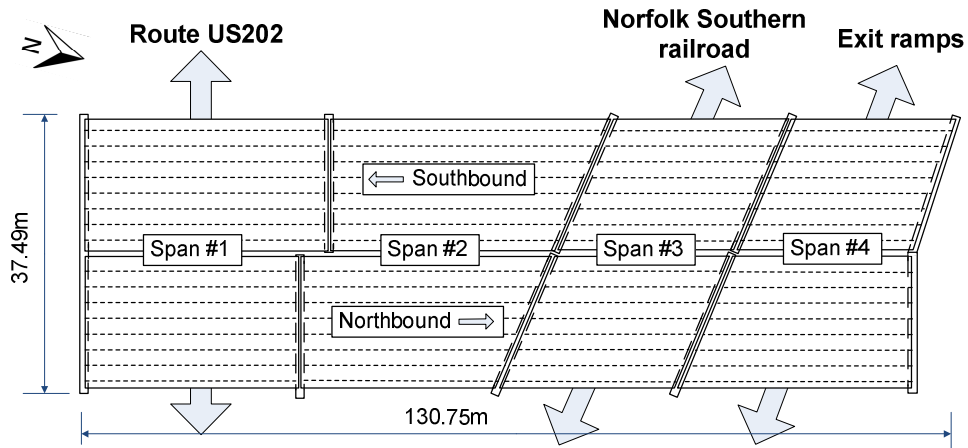 N
Route US202
Norfolk Southern
railroad
Exit ramps
Southbound
37.49m
Span #1
Span #2
Span #3
Span #4
Northbound
130.75m